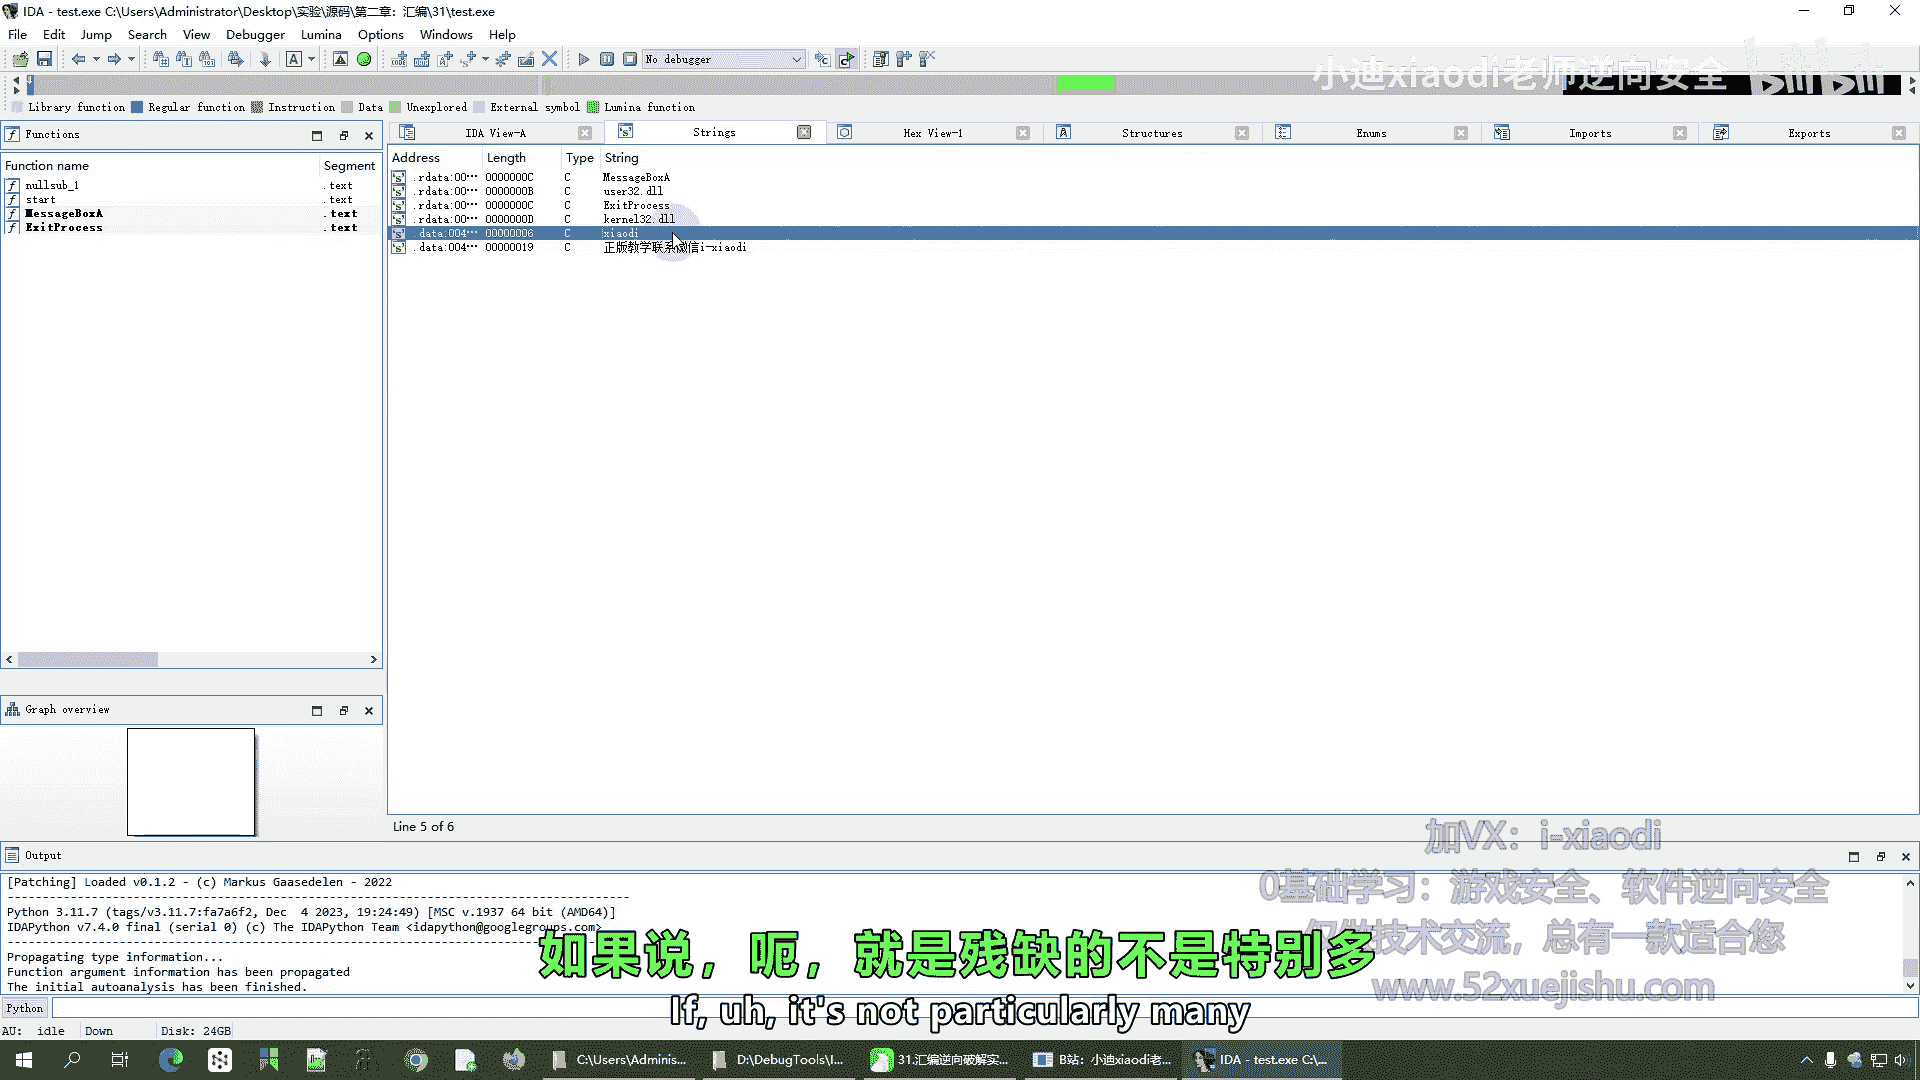 IDA - test.exe C:\Users\Administrator\Desktop\实验\源码\第二章：汇编\31\test.exe
File Edit Jump Search View Debugger Lumina Options Windows Help
No debugger
小迪xiaodi老师逆向安全 bilibili
Library function Regular function Instruction Data Unexplored External symbol Lumina function
Functions
IDA View-A Strings Hex View-1 Structures Enums Imports Exports
Function name Segment
nullsub_1 .text
start .text
MessageBoxA .text
ExitProcess .text
Address Length Type String
.rdata:00⋯ 0000000C C MessageBoxA
.rdata:00⋯ 0000000B C user32.dll
.rdata:00⋯ 0000000C C ExitProcess
.rdata:00⋯ 0000000D C kernel32.dll
.data:004⋯ 00000006 C xiaodi
.data:004⋯ 00000019 C 正版教学联系微信i-xiaodi
Graph overview
Line 5 of 6
加VX：i-xiaodi
0基础学习：游戏安全、软件逆向安全
仅做技术交流，总有一款适合您
www.52xuejishu.com
Output
[Patching] Loaded v0.1.2 - (c) Markus Gaasedelen - 2022
Python 3.11.7 (tags/v3.11.7:fa7a6f2, Dec  4 2023, 19:24:49) [MSC v.1937 64 bit (AMD64)]
IDAPython v7.4.0 final (serial 0) (c) The IDAPython Team <idapython@googlegroups.com>
Propagating type information...
Function argument information has been propagated
The initial autoanalysis has been finished.
如果说，呃，就是残缺的不是特别多
If, uh, it's not particularly many
Python
AU: idle Down Disk: 24GB
C:\Users\Adminis... D:\DebugTools\I... 31.汇编逆向破解实... B站：小迪xiaodi老... IDA - test.exe C:\...